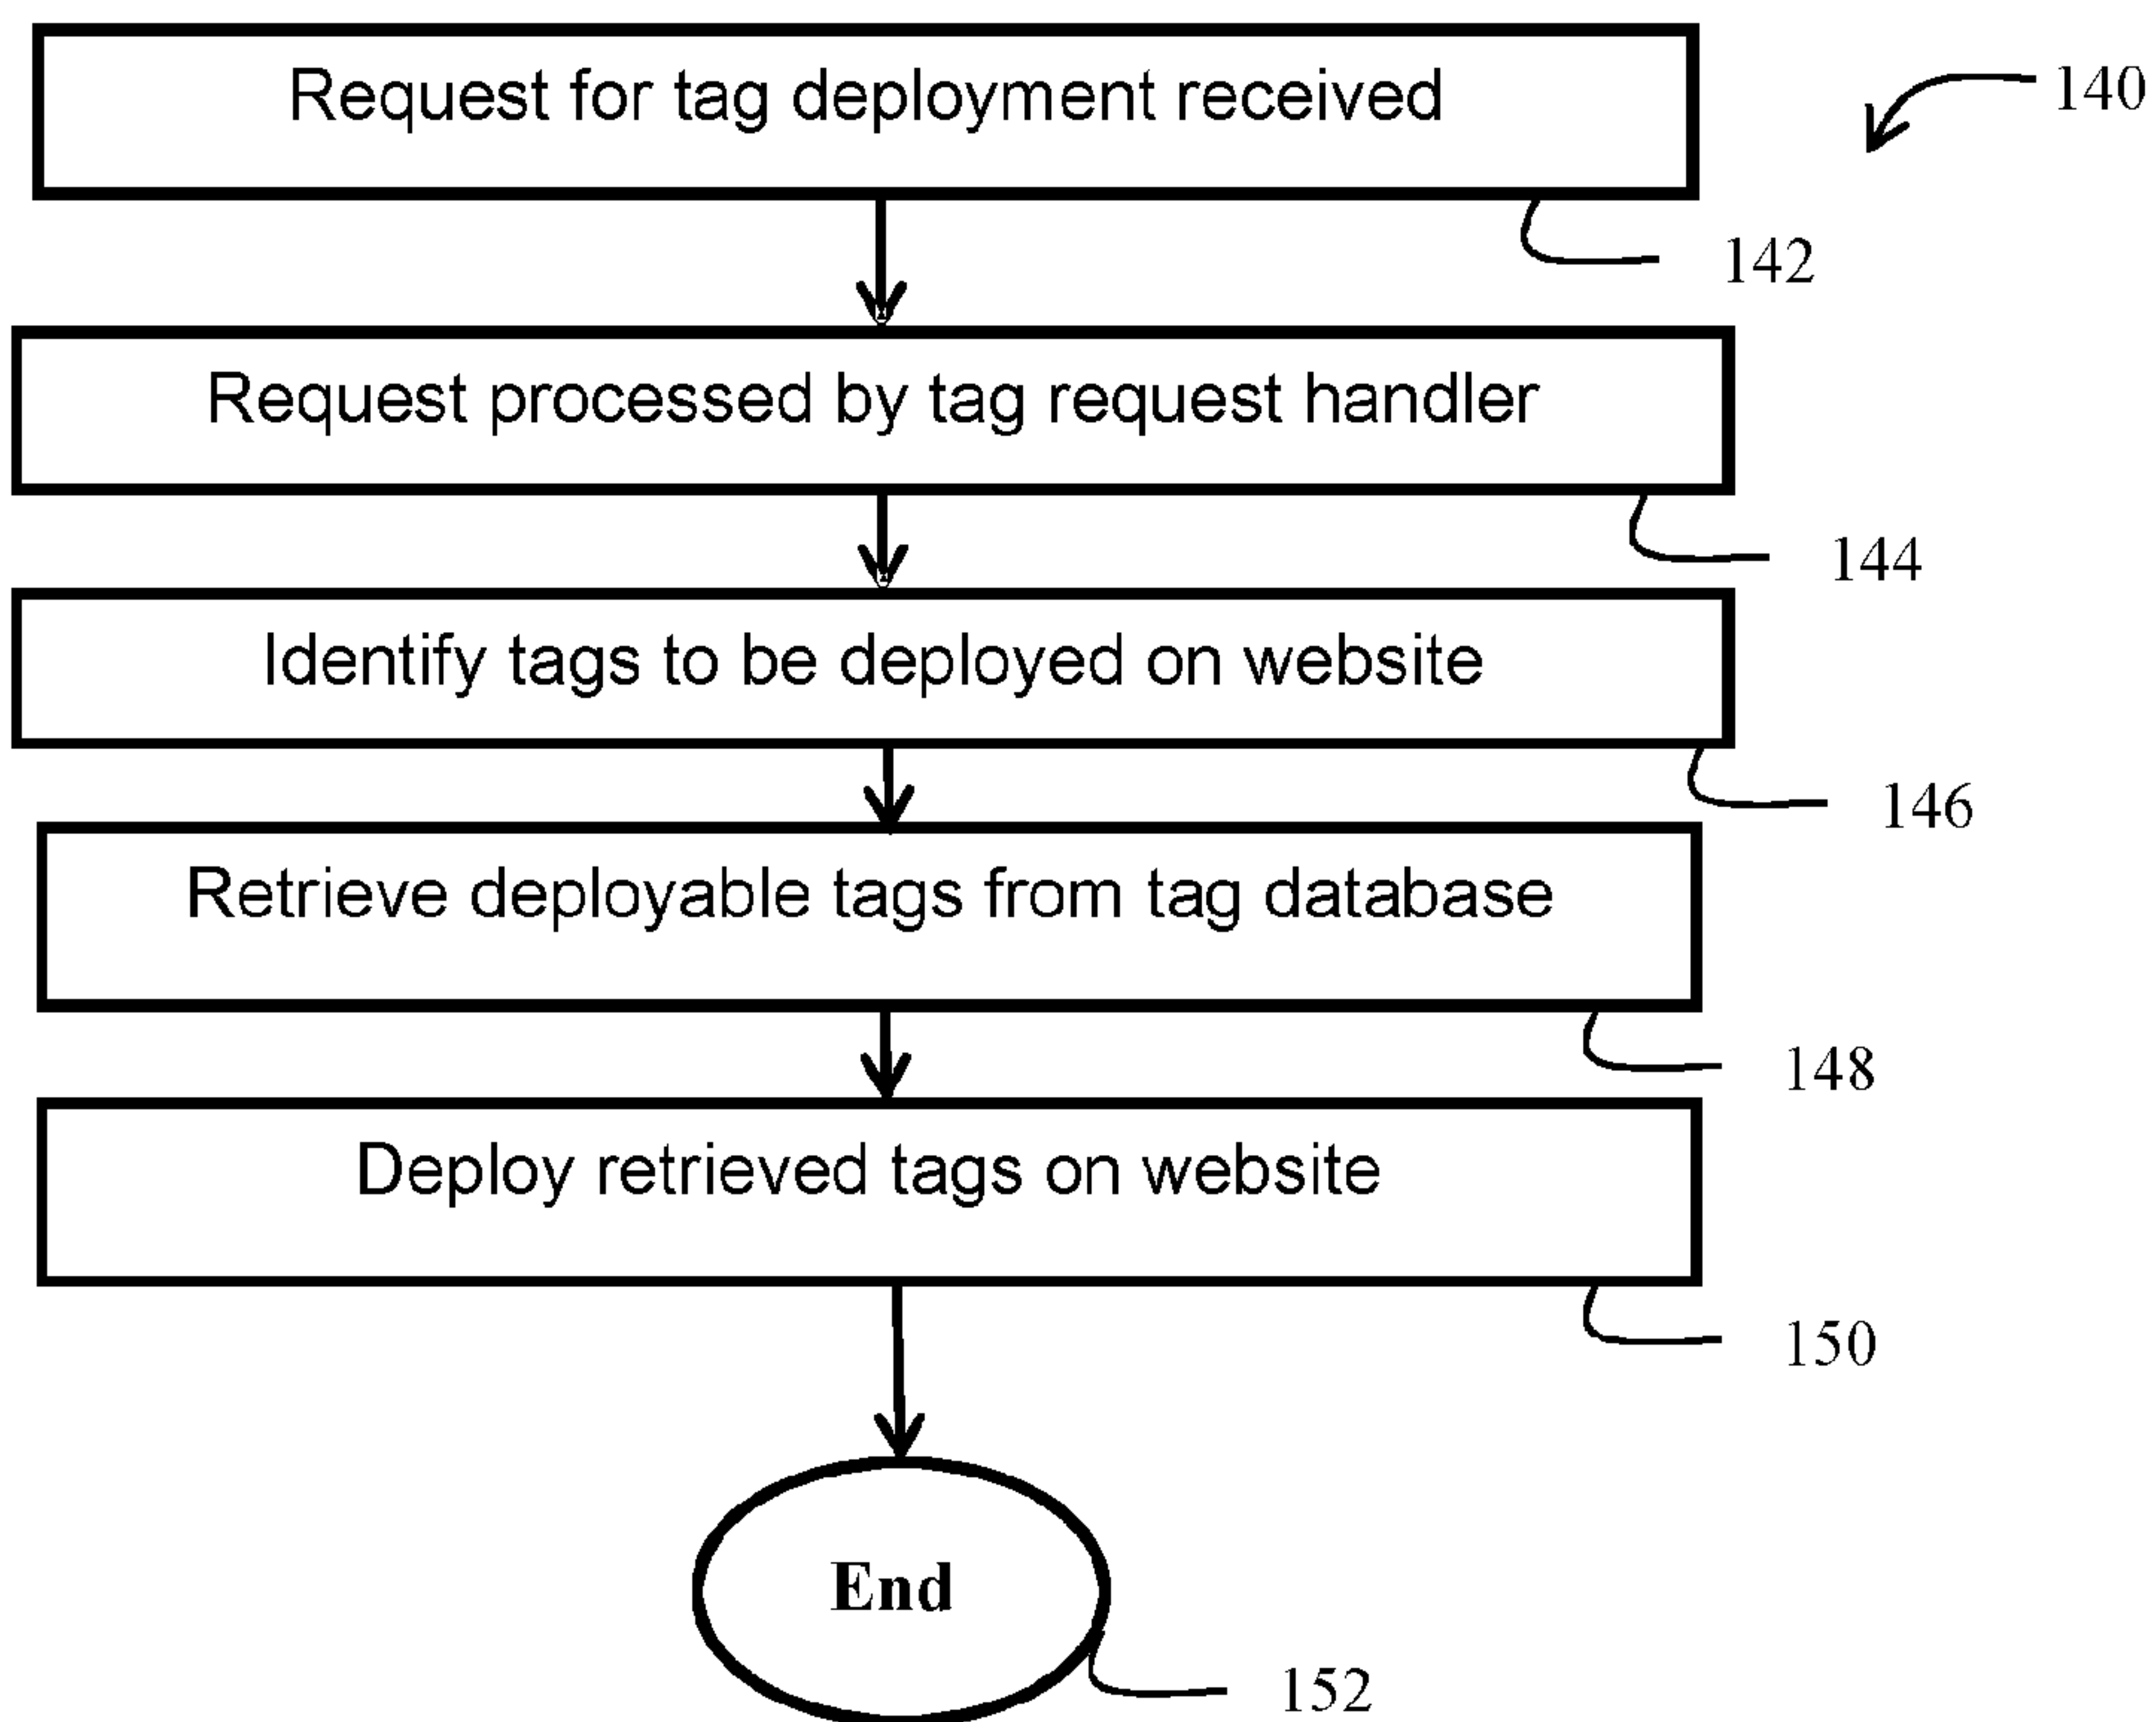 Request for tag deployment received
140
142
Request processed by tag request handler
144
Identify tags to be deployed on website
146
Retrieve deployable tags from tag database
148
Deploy retrieved tags on website
150
End
152